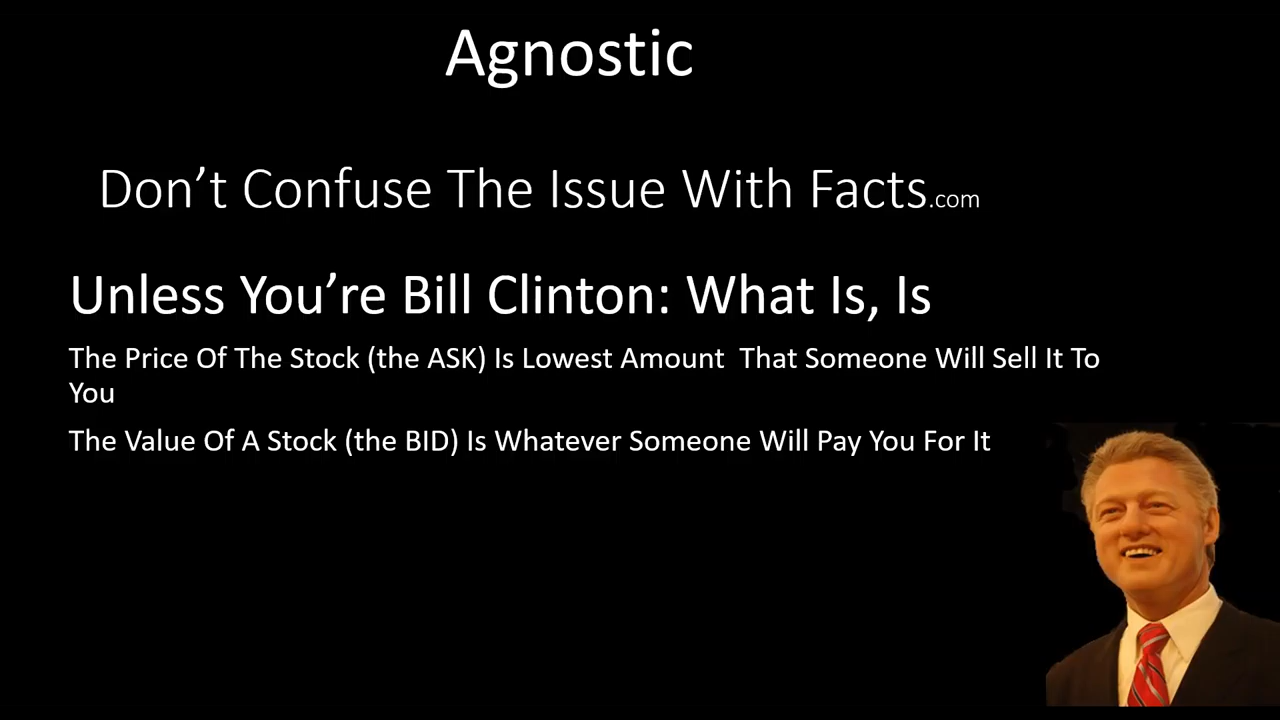 Agnostic
Don’t Confuse The Issue With Facts.com
Unless You’re Bill Clinton: What Is, Is
The Price Of The Stock (the ASK) Is Lowest Amount  That Someone Will Sell It To
You
The Value Of A Stock (the BID) Is Whatever Someone Will Pay You For It